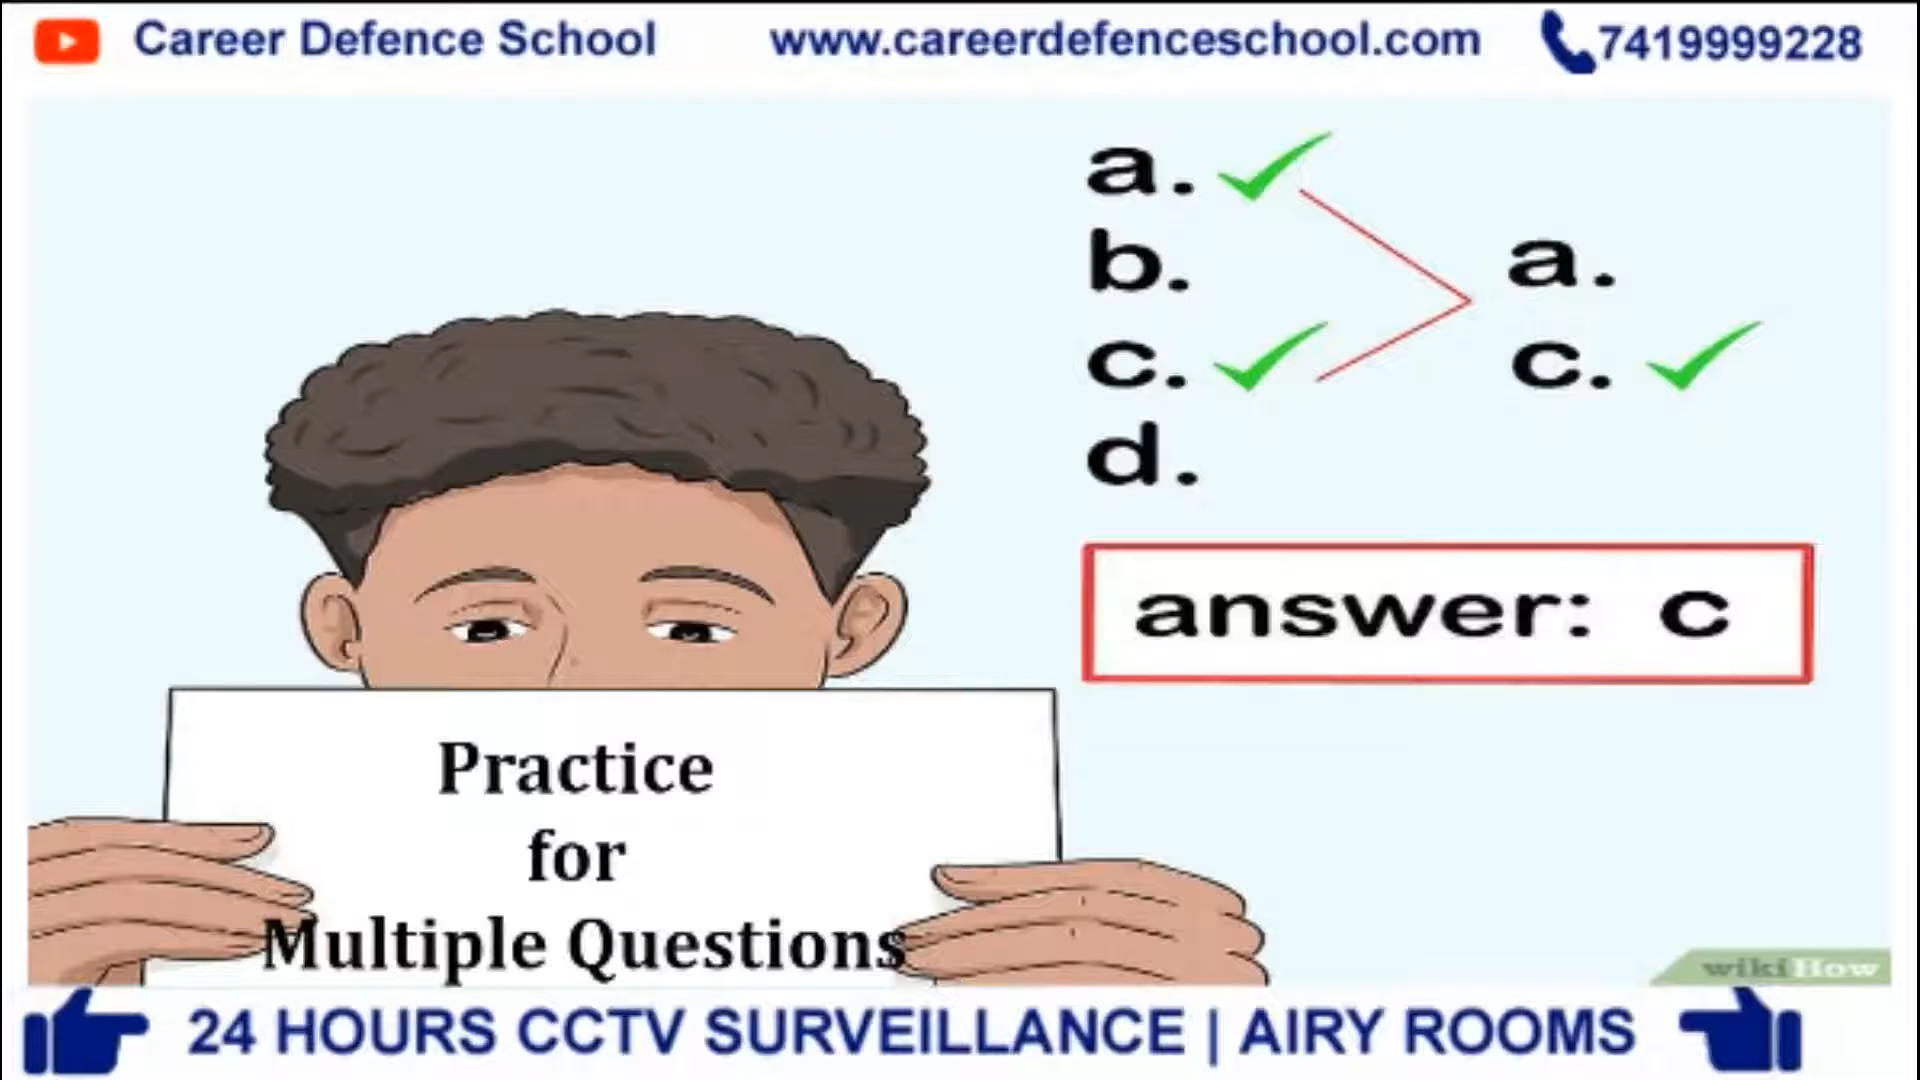 Career Defence School www.careerdefenceschool.com 7419999228
a.
b.
c.
d.
a.
c.
answer: c
Practice
for
Multiple Questions
wikiHow
24 HOURS CCTV SURVEILLANCE | AIRY ROOMS